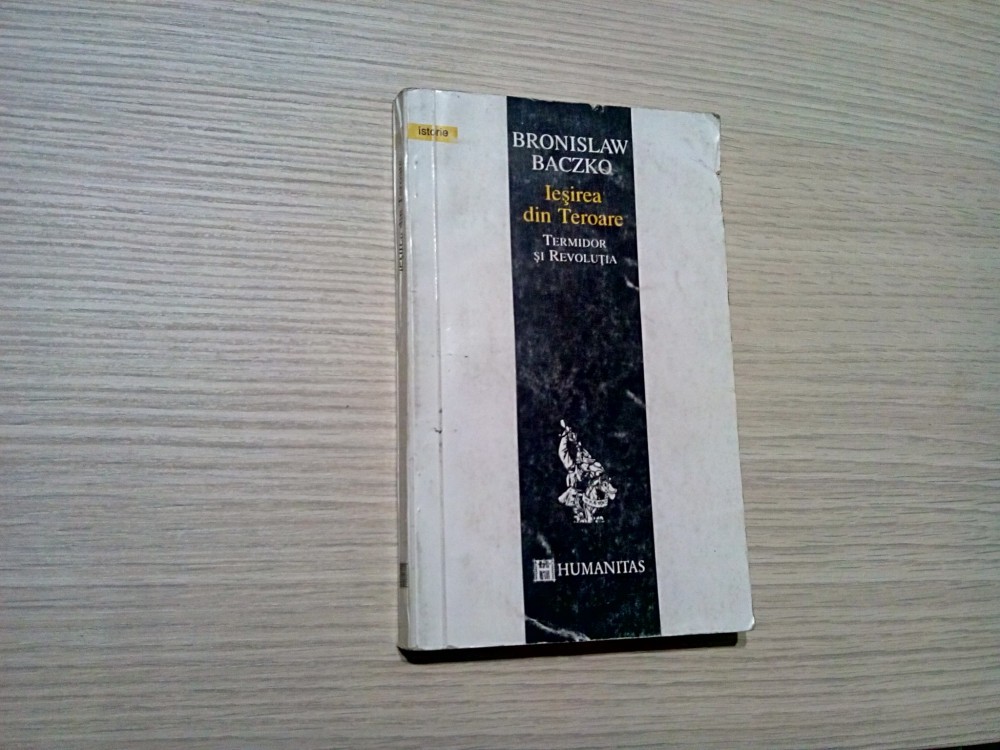 istorie
BRONISLAW
BACZKO
Ieşirea
din Teroare
TERMIDOR
ŞI REVOLUŢIA
HUMANITAS